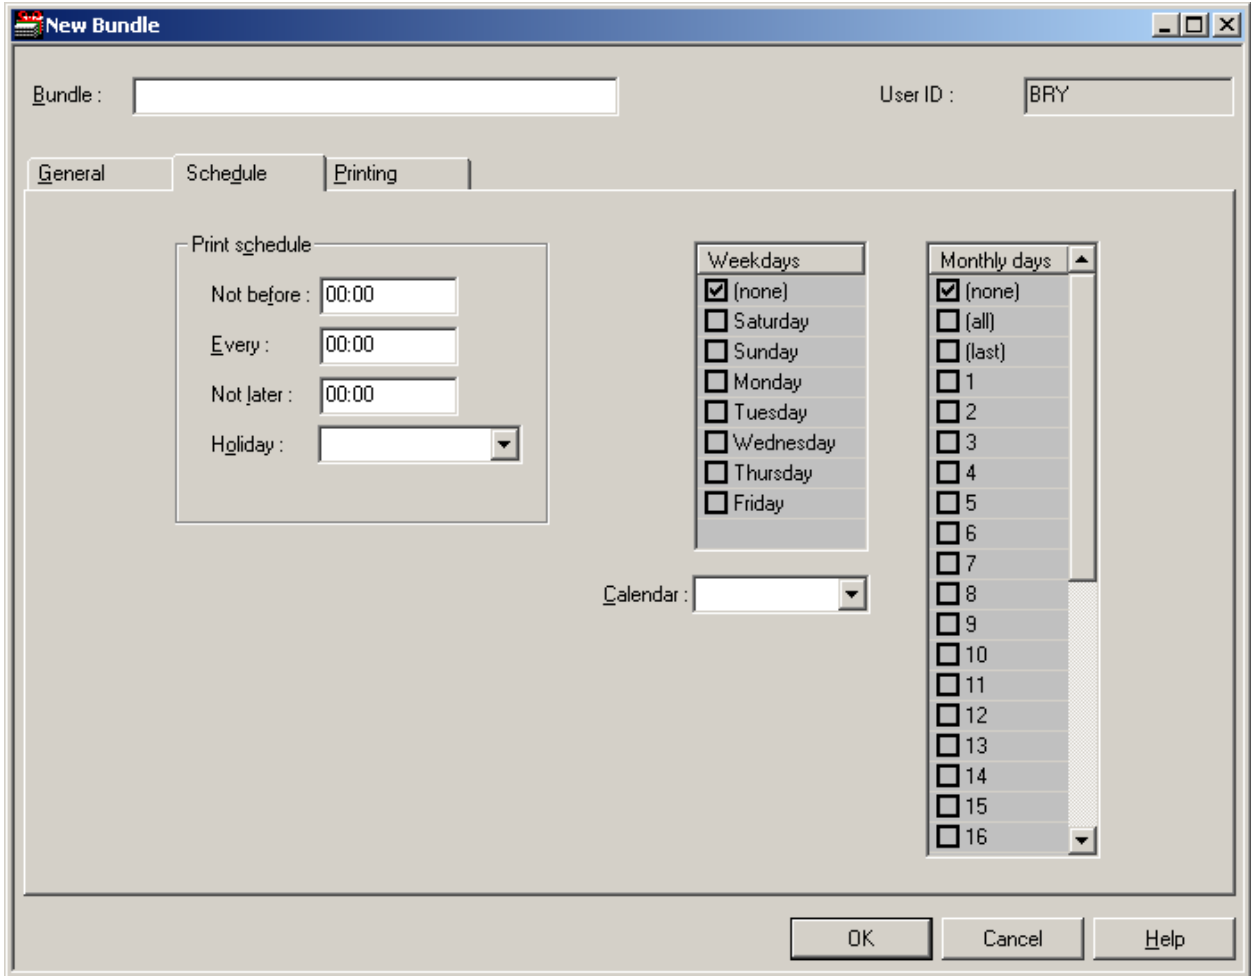 New Bundle
Bundle : User ID : BRY
General Schedule Printing
Print schedule
Not before : 00:00
Every : 00:00
Not later : 00:00
Holiday :
Weekdays
(none)
Saturday
Sunday
Monday
Tuesday
Wednesday
Thursday
Friday
Calendar :
Monthly days
(none)
(all)
(last)
1
2
3
4
5
6
7
8
9
10
11
12
13
14
15
16
OK Cancel Help